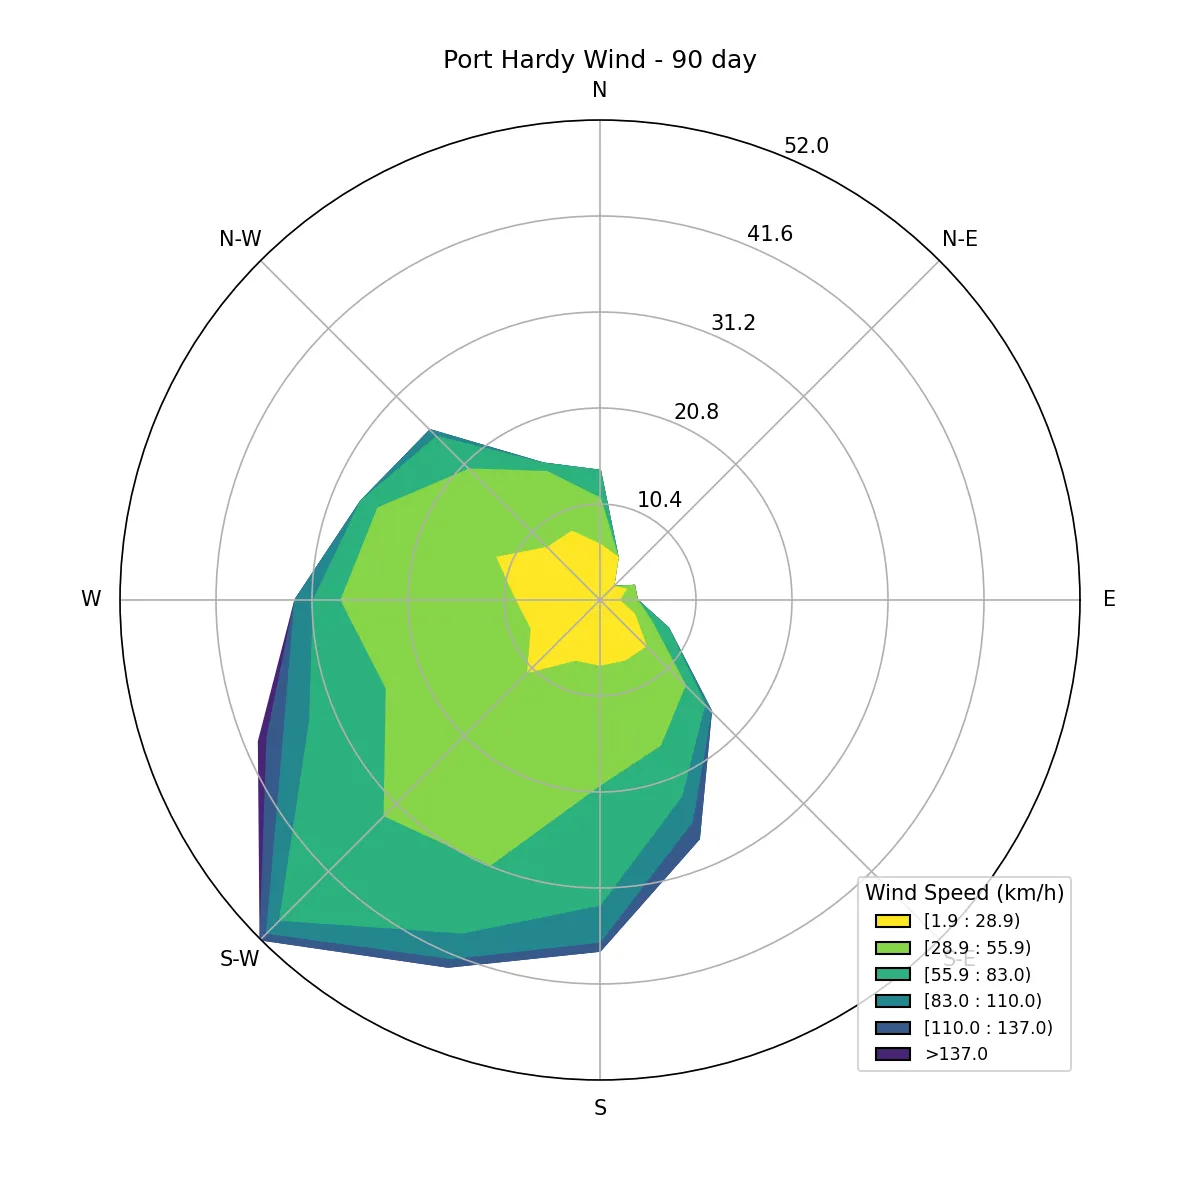 Port Hardy Wind - 90 day
N
52.0
N-W
41.6
N-E
31.2
20.8
10.4
W
E
Wind Speed (km/h)
[1.9 : 28.9)
[28.9 : 55.9)
S-W
S-E
[55.9 : 83.0)
[83.0 : 110.0)
[110.0 : 137.0)
>137.0
S